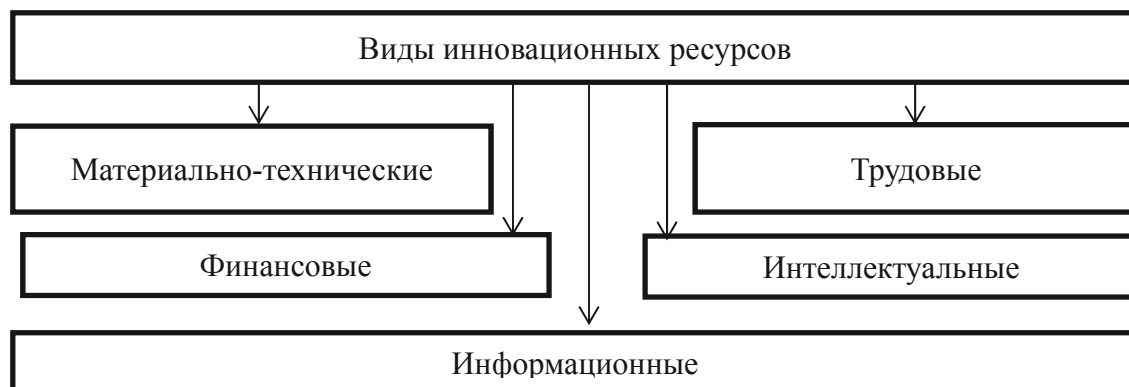 Виды инновационных ресурсов
Материально-технические
Трудовые
Финансовые
Интеллектуальные
Информационные